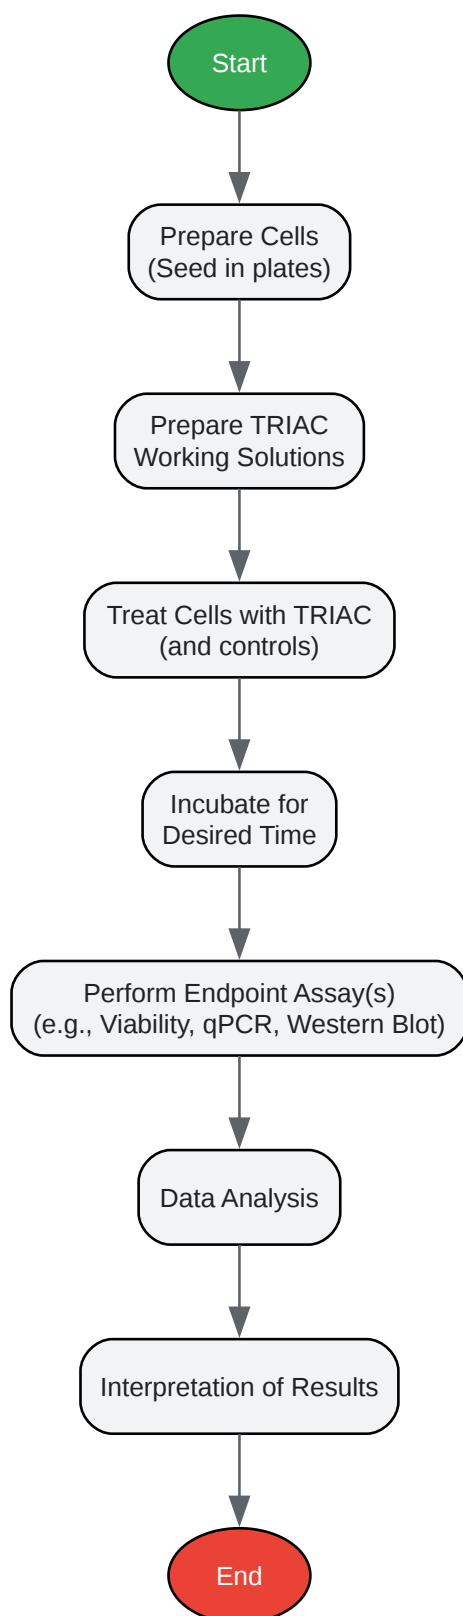 Start
Prepare Cells
(Seed in plates)
Prepare TRIAC
Working Solutions
Treat Cells with TRIAC
(and controls)
Incubate for
Desired Time
Perform Endpoint Assay(s)
(e.g., Viability, qPCR, Western Blot)
Data Analysis
Interpretation of Results
End